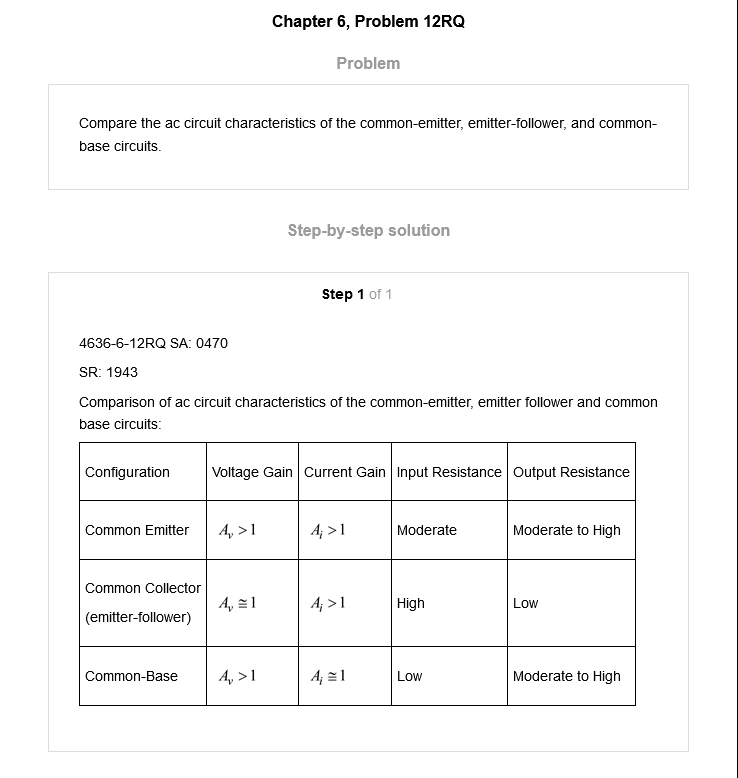 Chapter 6, Problem 12RQ
Problem
Compare the ac circuit characteristics of the common-emitter, emitter-follower, and common-
base circuits.
Step-by-step solution
Step 1 of 1
4636-6-12RQ SA: 0470
SR: 1943
Comparison of ac circuit characteristics of the common-emitter, emitter follower and common
base circuits:
Configuration Voltage Gain Current Gain Input Resistance Output Resistance
Common Emitter A_v > 1 A_i > 1 Moderate Moderate to High
Common Collector
(emitter-follower) A_v ≅ 1 A_i > 1 High Low
Common-Base A_v > 1 A_i ≅ 1 Low Moderate to High